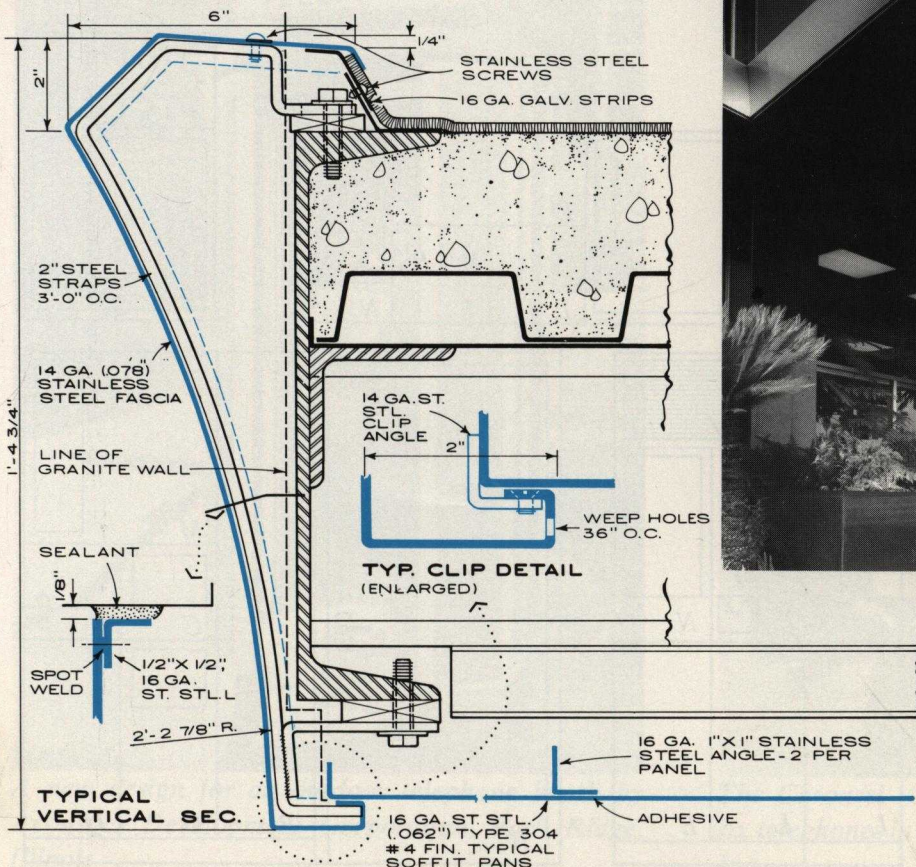 6"
1/4"
2"
STAINLESS STEEL
SCREWS
16 GA. GALV. STRIPS
2" STEEL
STRAPS
3'-0" O.C.
14 GA. (.078)
STAINLESS
STEEL FASCIA
1'-4 3/4"
LINE OF
GRANITE WALL
14 GA. ST.
STL.
CLIP
ANGLE
2"
WEEP HOLES
36" O.C.
TYP. CLIP DETAIL
(ENLARGED)
SEALANT
1/8"
SPOT
WELD
1/2" X 1/2",
16 GA.
ST. STL. L
2'-2 7/8" R.
TYPICAL
VERTICAL SEC.
16 GA. 1"X 1" STAINLESS
STEEL ANGLE-2 PER
PANEL
ADHESIVE
16 GA. ST. STL.
(.062") TYPE 304
#4 FIN. TYPICAL
SOFFIT PANS